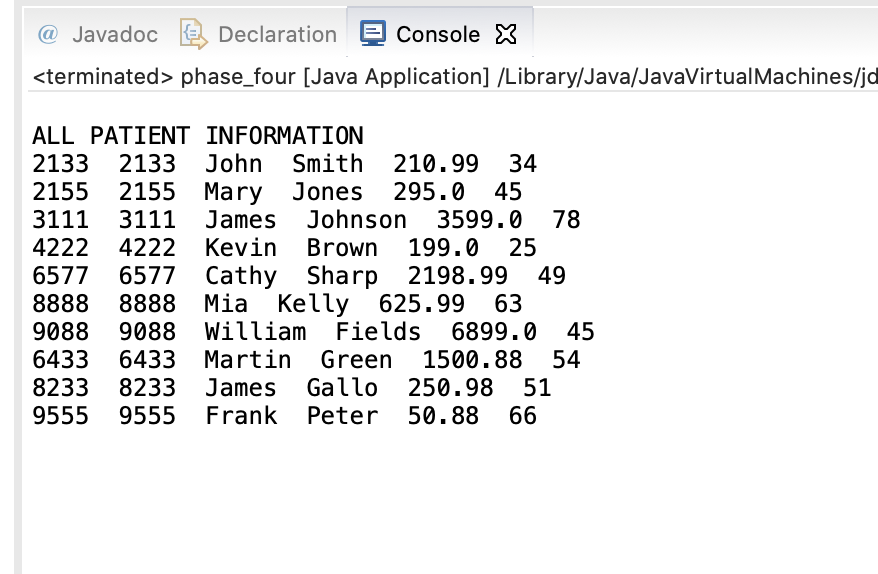 @ Javadoc Declaration Console
<terminated> phase_four [Java Application] /Library/Java/JavaVirtualMachines/jd
ALL PATIENT INFORMATION
2133  2133  John  Smith  210.99  34
2155  2155  Mary  Jones  295.0  45
3111  3111  James  Johnson  3599.0  78
4222  4222  Kevin  Brown  199.0  25
6577  6577  Cathy  Sharp  2198.99  49
8888  8888  Mia  Kelly  625.99  63
9088  9088  William  Fields  6899.0  45
6433  6433  Martin  Green  1500.88  54
8233  8233  James  Gallo  250.98  51
9555  9555  Frank  Peter  50.88  66